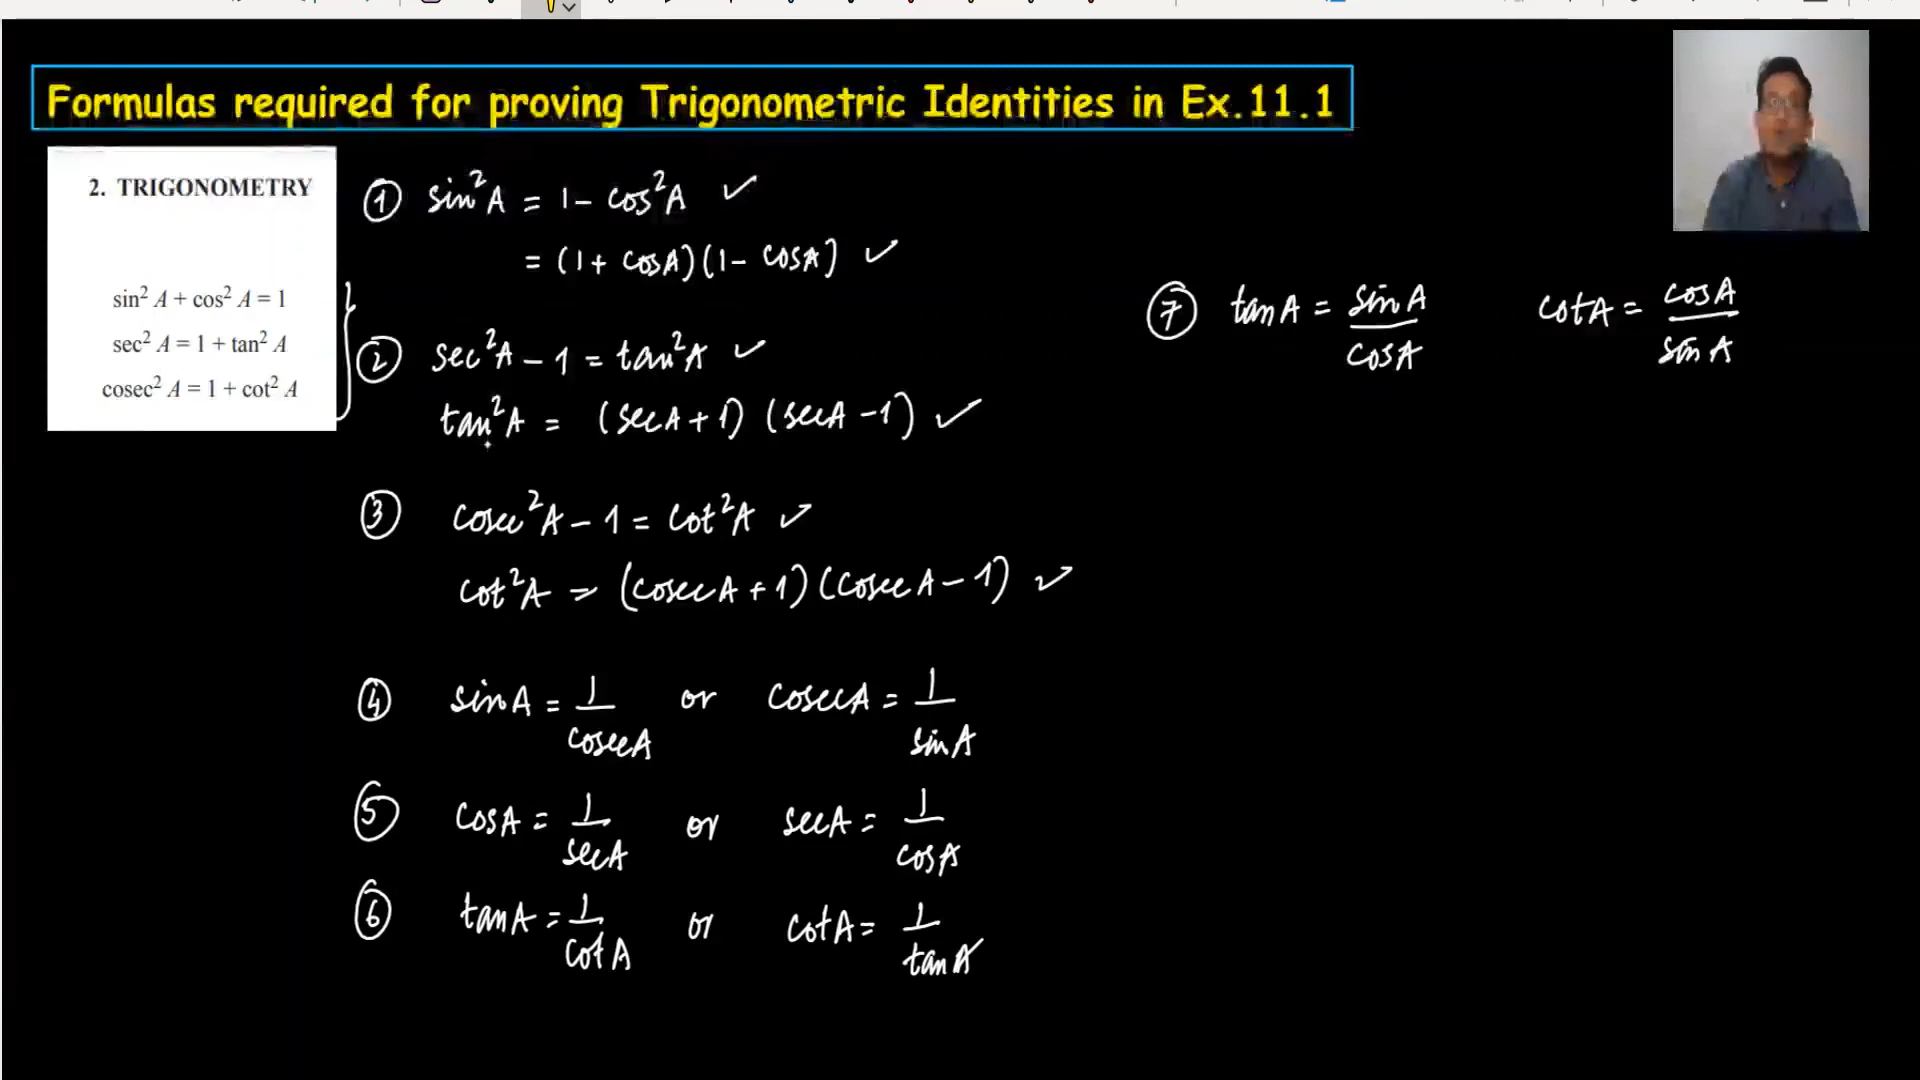 Formulas required for proving Trigonometric Identities in Ex.11.1
2. TRIGONOMETRY
sin² A + cos² A = 1
sec² A = 1 + tan² A
cosec² A = 1 + cot² A
① sin²A = 1 - cos²A ✓
= (1 + cosA)(1 - cosA) ✓
② sec²A - 1 = tan²A ✓
tan²A = (secA + 1) (secA - 1) ✓
③ cosec²A - 1 = cot²A ✓
cot²A = (cosecA + 1)(cosecA - 1) ✓
④ sinA = 1/cosecA or cosecA = 1/sinA
⑤ cosA = 1/secA or secA = 1/cosA
⑥ tanA = 1/cotA or cotA = 1/tanA
⑦ tanA = sinA/cosA cotA = cosA/sinA